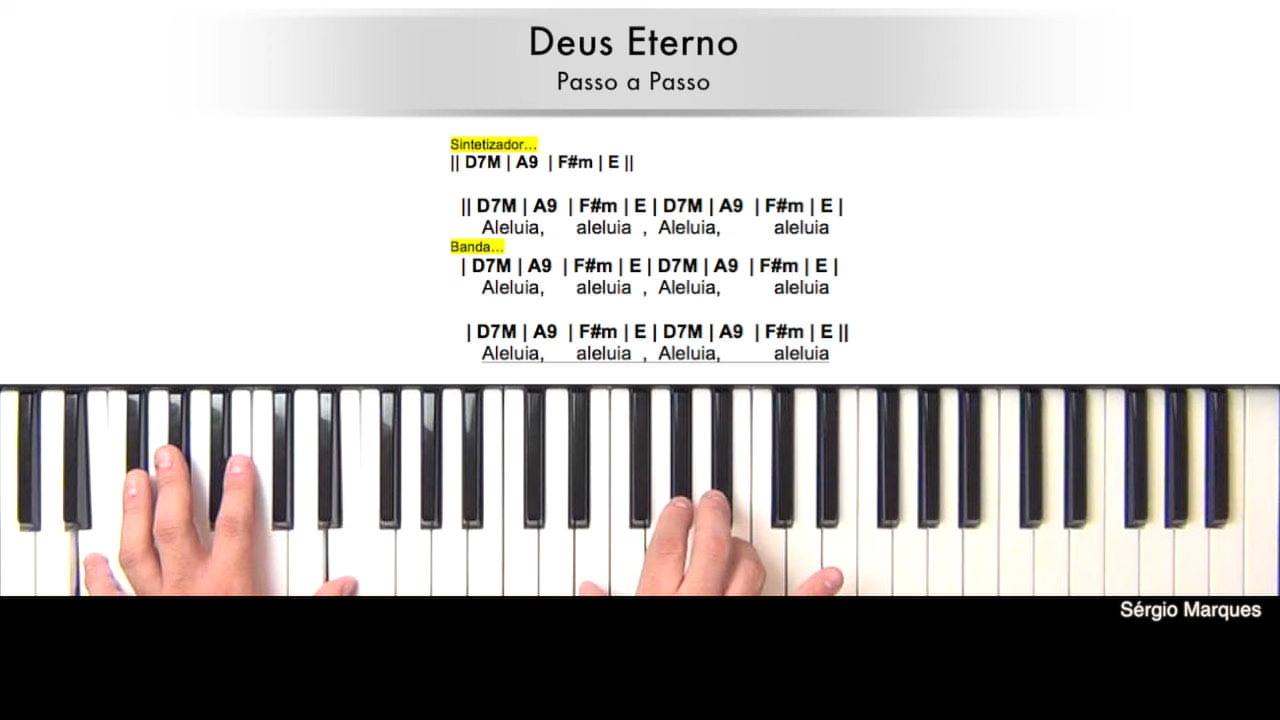 Deus Eterno
Passo a Passo
Sintetizador...
|| D7M | A9 | F#m | E ||
|| D7M | A9 | F#m | E | D7M | A9 | F#m | E |
Aleluia, aleluia , Aleluia, aleluia
Banda...
| D7M | A9 | F#m | E | D7M | A9 | F#m | E |
Aleluia, aleluia , Aleluia, aleluia
| D7M | A9 | F#m | E | D7M | A9 | F#m | E ||
Aleluia, aleluia , Aleluia, aleluia
Sérgio Marques